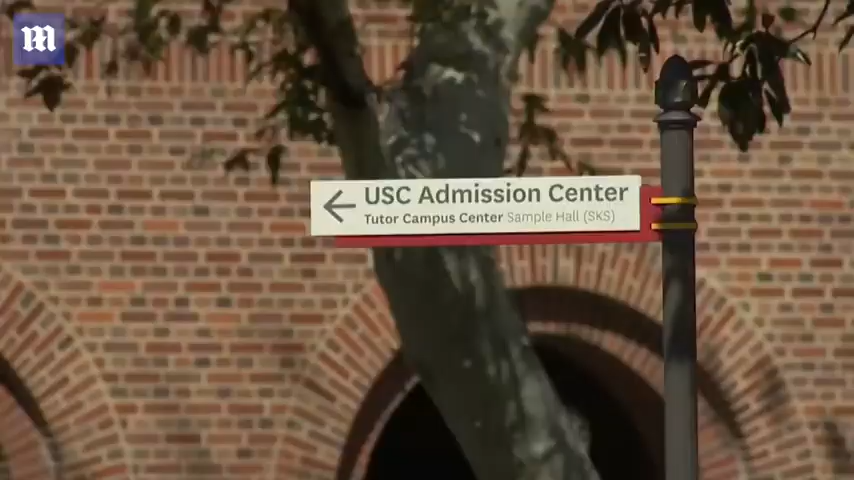 m
← USC Admission Center
Tutor Campus Center Sample Hall (SKS)